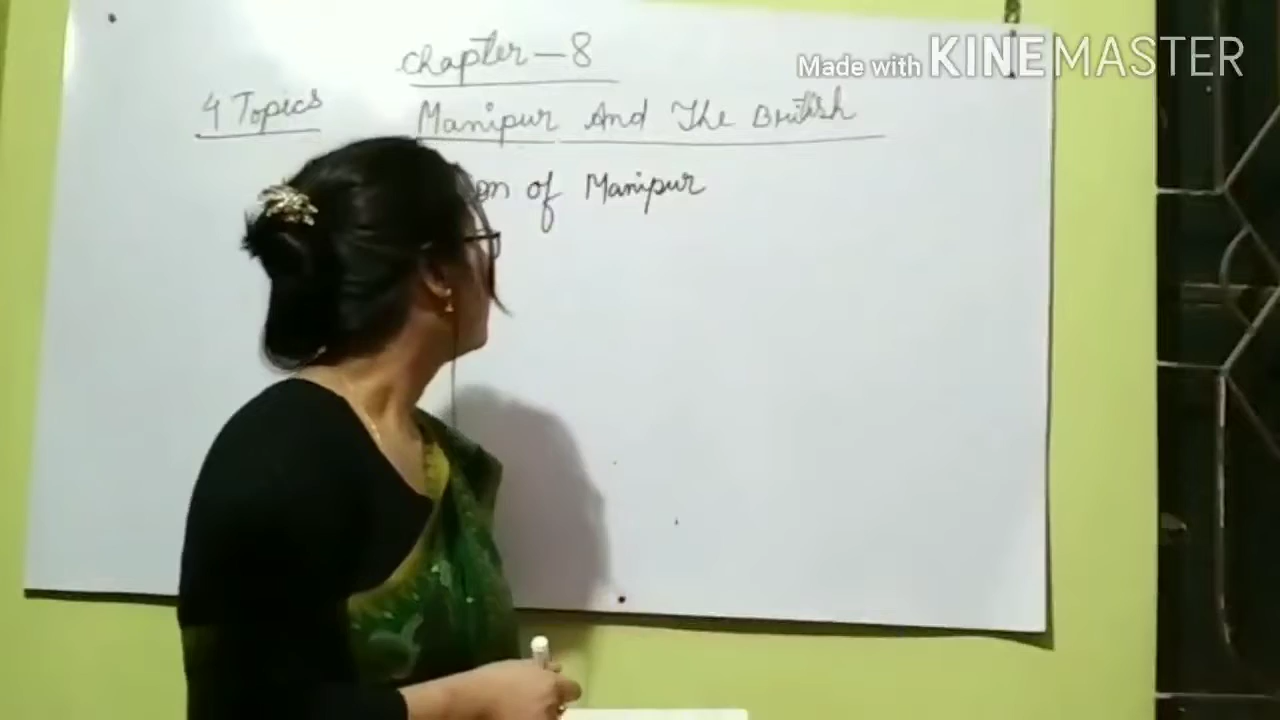 Chapter-8
Made with KINEMASTER
4 Topics
Manipur And The British
of Manipur